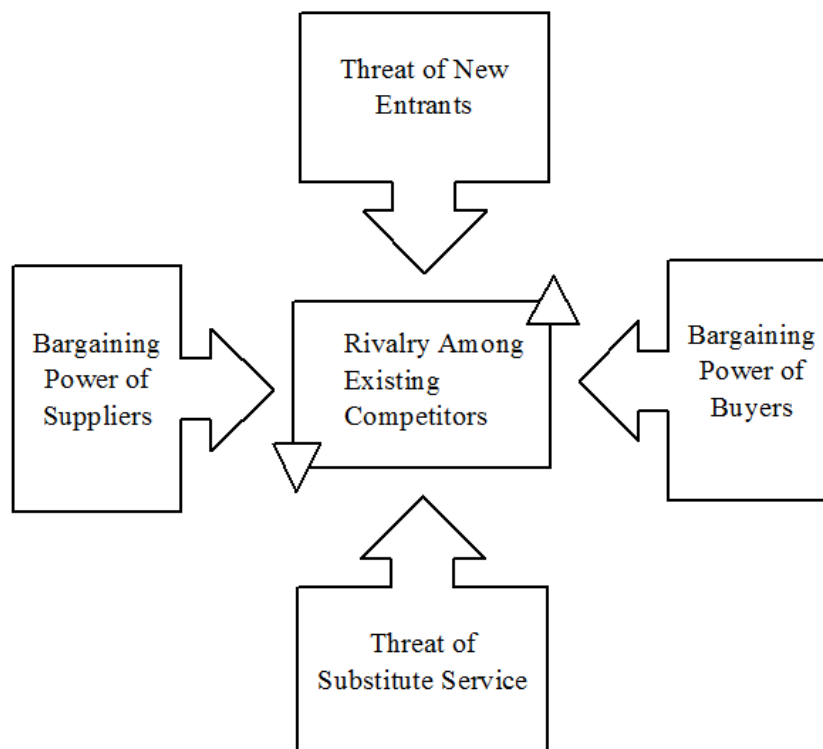 Threat of New
Entrants
Bargaining
Power of
Suppliers
Rivalry Among
Existing
Competitors
Bargaining
Power of
Buyers
Threat of
Substitute Service